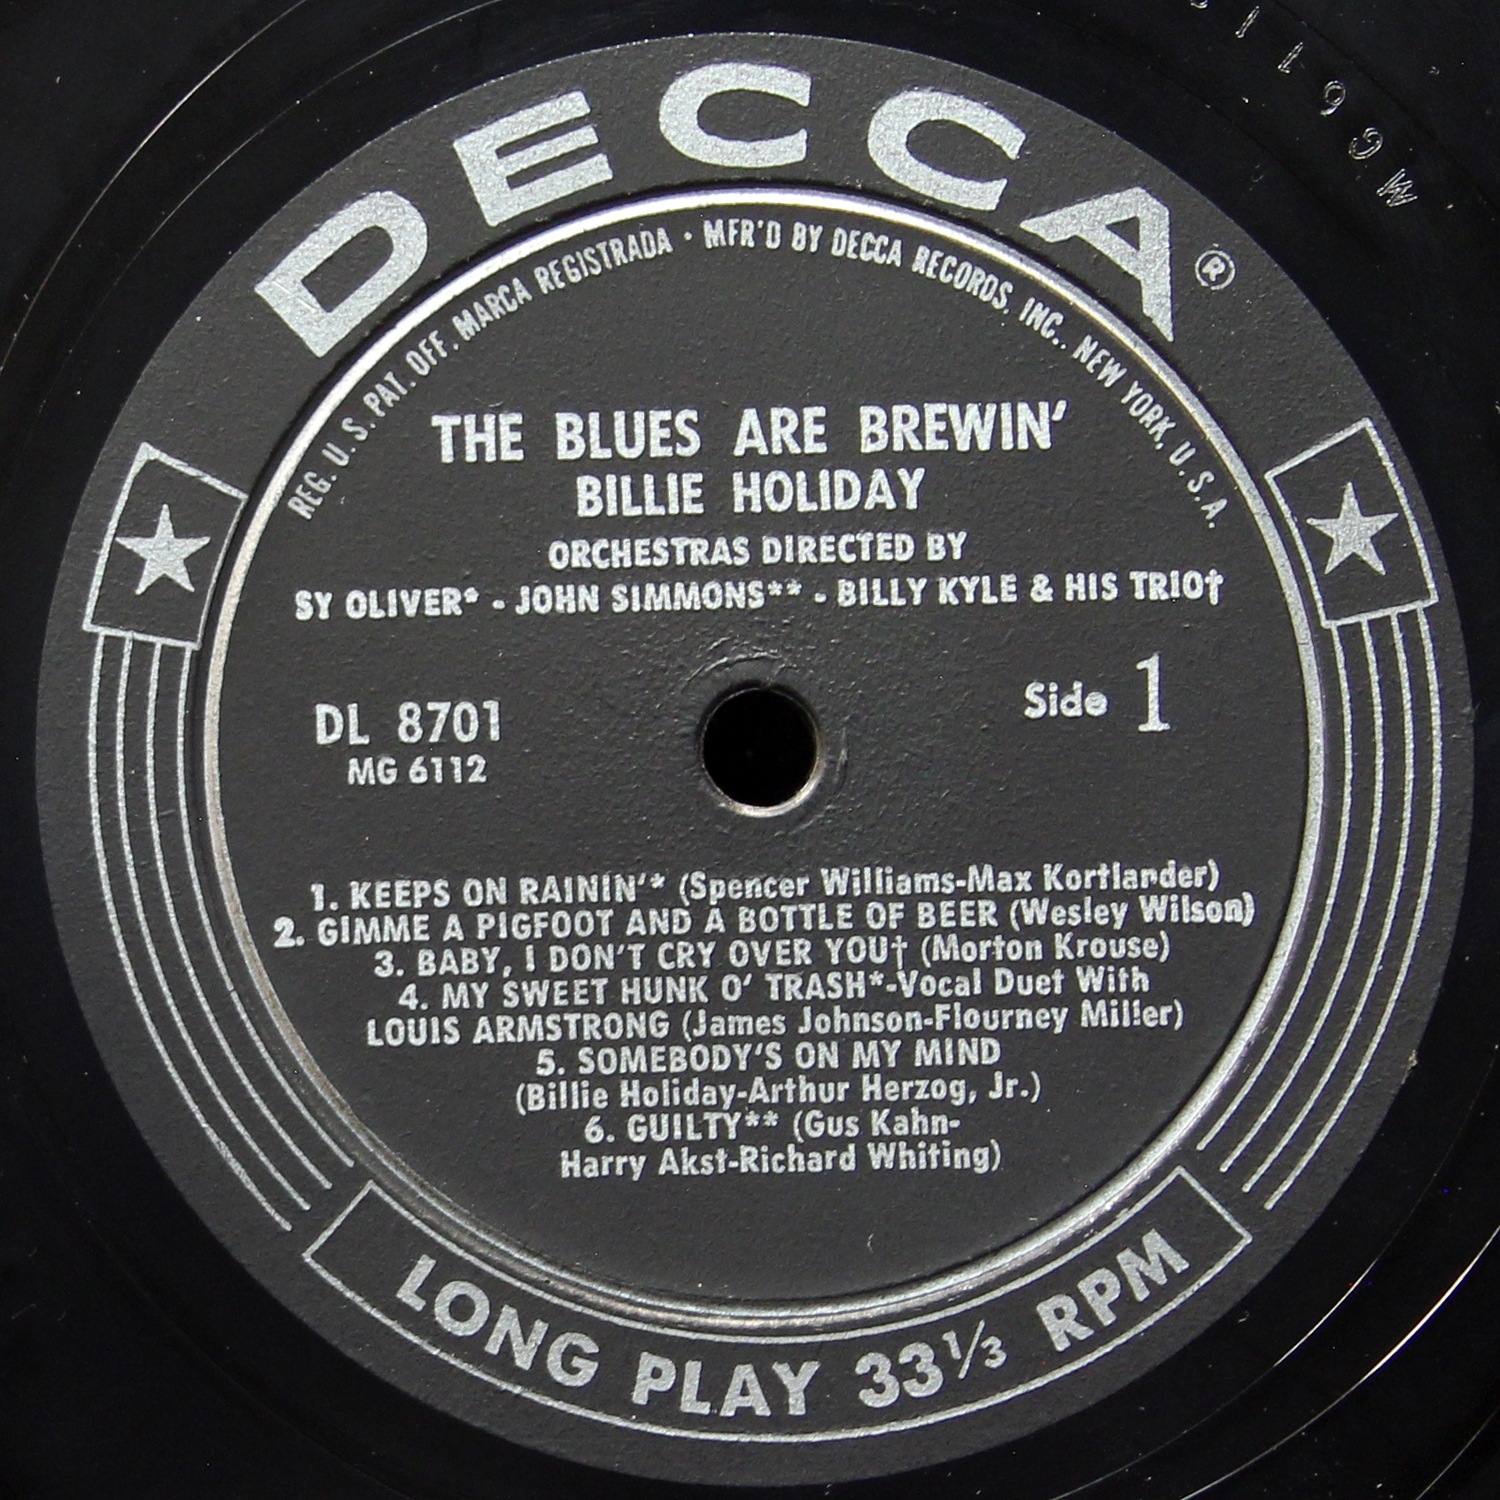 DECCA®
REG. U. S. PAT. OFF. MARCA REGISTRADA • MFR'D BY DECCA RECORDS, INC., NEW YORK, U. S. A.
THE BLUES ARE BREWIN'
BILLIE HOLIDAY
ORCHESTRAS DIRECTED BY
SY OLIVER* - JOHN SIMMONS** - BILLY KYLE & HIS TRIO†
DL 8701
MG 6112
Side 1
1. KEEPS ON RAININ'* (Spencer Williams-Max Kortlander)
2. GIMME A PIGFOOT AND A BOTTLE OF BEER (Wesley Wilson)
3. BABY, I DON'T CRY OVER YOU† (Morton Krouse)
4. MY SWEET HUNK O' TRASH*-Vocal Duet With
LOUIS ARMSTRONG (James Johnson-Flourney Miller)
5. SOMEBODY'S ON MY MIND
(Billie Holiday-Arthur Herzog, Jr.)
6. GUILTY** (Gus Kahn-
Harry Akst-Richard Whiting)
LONG PLAY 33⅓ RPM